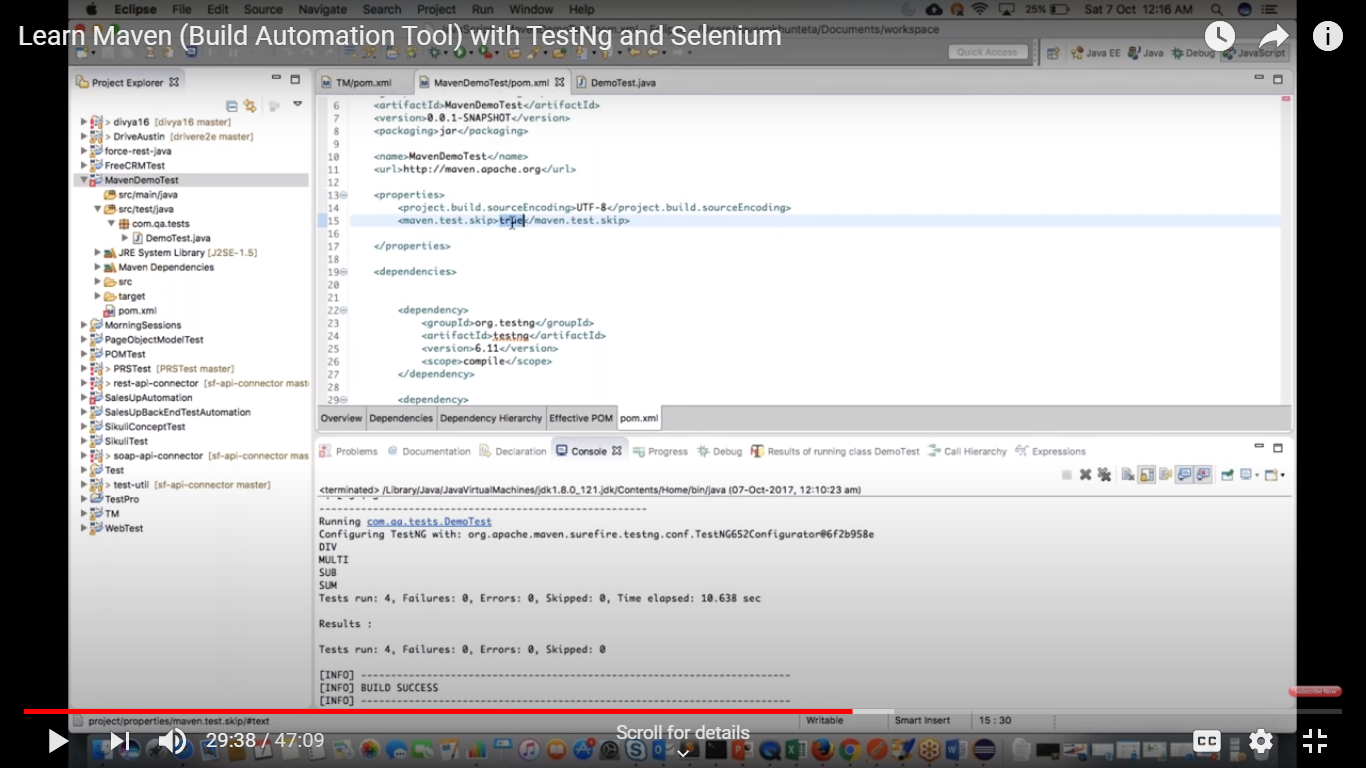 Eclipse File Edit Source Navigate Search Project Run Window Help 25% Sat 7 Oct 12:16 AM
Learn Maven (Build Automation Tool) with TestNg and Selenium
hunteta/Documents/workspace
Quick Access Java EE Java Debug JavaScript
Project Explorer
TM/pom.xml MavenDemoTest/pom.xml DemoTest.java
> divya16 [divya16 master]
> DriveAustin [drivere2e master]
force-rest-java
FreeCRMTest
MavenDemoTest
src/main/java
src/test/java
com.qa.tests
DemoTest.java
JRE System Library [J2SE-1.5]
Maven Dependencies
src
target
pom.xml
MorningSessions
PageObjectModelTest
POMTest
> PRSTest [PRSTest master]
> rest-api-connector [sf-api-connector mast
SalesUpAutomation
SalesUpBackEndTestAutomation
SikuliConceptTest
SikuliTest
> soap-api-connector [sf-api-connector mas
Test
> test-util [sf-api-connector master]
TestPro
TM
WebTest
6 <artifactId>MavenDemoTest</artifactId>
7 <version>0.0.1-SNAPSHOT</version>
8 <packaging>jar</packaging>
9
10 <name>MavenDemoTest</name>
11 <url>http://maven.apache.org</url>
12
13 <properties>
14 <project.build.sourceEncoding>UTF-8</project.build.sourceEncoding>
15 <maven.test.skip>true</maven.test.skip>
16
17 </properties>
18
19 <dependencies>
20
21
22 <dependency>
23 <groupId>org.testng</groupId>
24 <artifactId>testng</artifactId>
25 <version>6.11</version>
26 <scope>compile</scope>
27 </dependency>
28
29 <dependency>
Overview Dependencies Dependency Hierarchy Effective POM pom.xml
Problems Documentation Declaration Console Progress Debug Results of running class DemoTest Call Hierarchy Expressions
<terminated> /Library/Java/JavaVirtualMachines/jdk1.8.0_121.jdk/Contents/Home/bin/java (07-Oct-2017, 12:10:23 am)
-------------------------------------------------------
Running com.qa.tests.DemoTest
Configuring TestNG with: org.apache.maven.surefire.testng.conf.TestNG652Configurator@6f2b958e
DIV
MULTI
SUB
SUM
Tests run: 4, Failures: 0, Errors: 0, Skipped: 0, Time elapsed: 10.638 sec
Results :
Tests run: 4, Failures: 0, Errors: 0, Skipped: 0
[INFO] ------------------------------------------------------------------------
[INFO] BUILD SUCCESS
[INFO] ------------------------------------------------------------------------
Subscribe Now
project/properties/maven.test.skip/#text Writable Smart Insert 15 : 30
29:38 / 47:09 Scroll for details CC